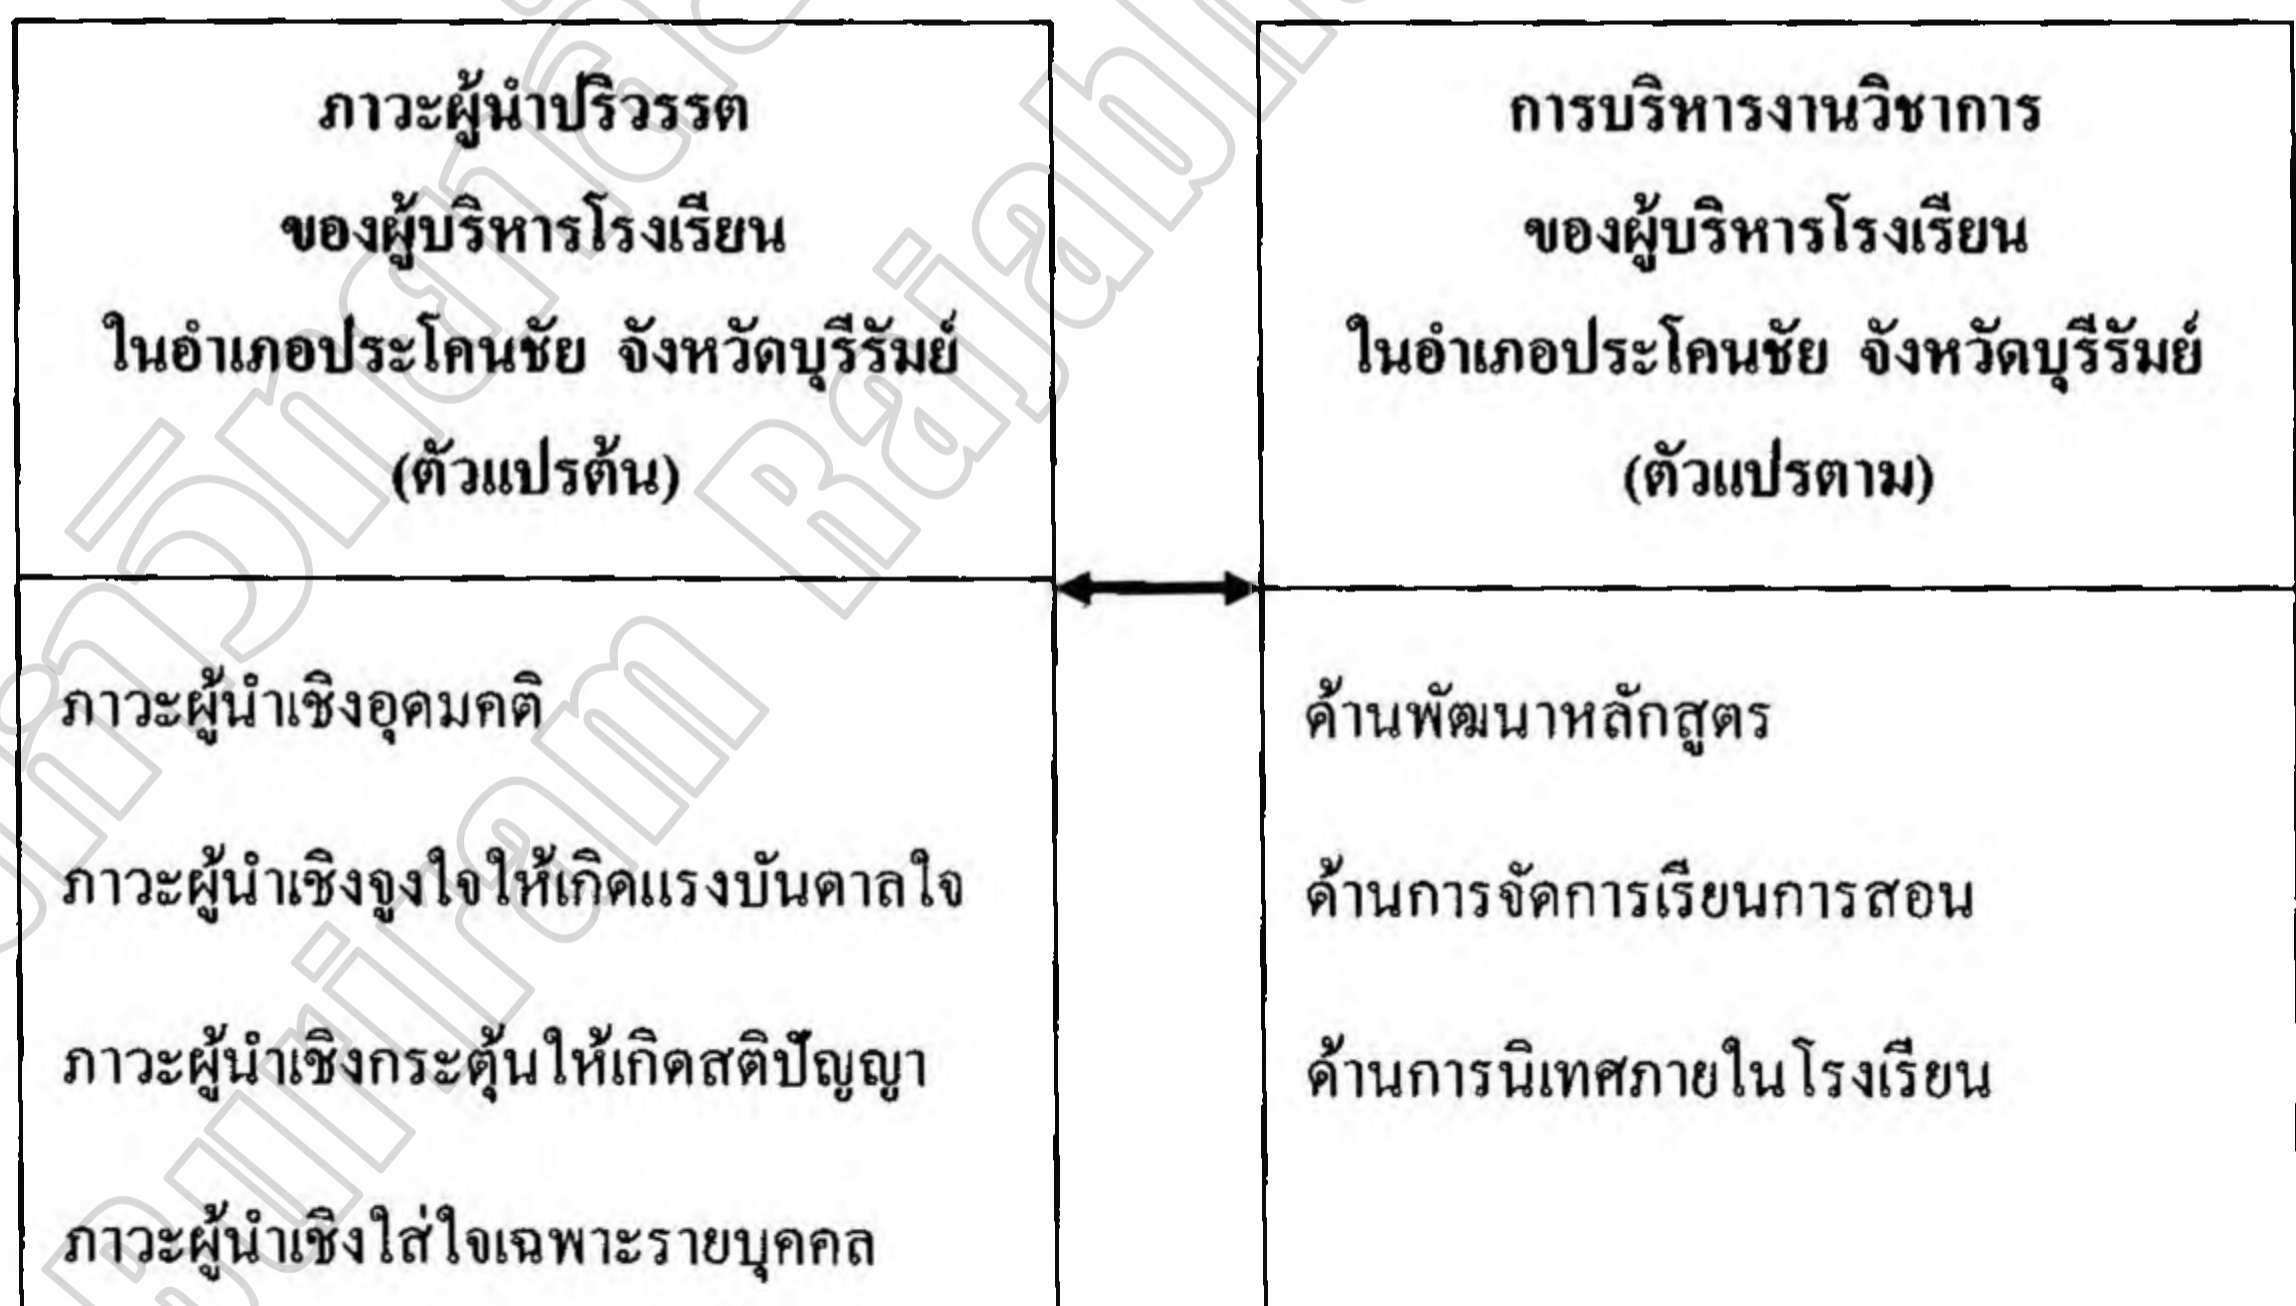 ภาวะผู้นำปริวรรต
ของผู้บริหารโรงเรียน
ในอำเภอประโคนชัย จังหวัดบุรีรัมย์
(ตัวแปรต้น)
ภาวะผู้นำเชิงอุดมคติ
ภาวะผู้นำเชิงจูงใจให้เกิดแรงบันดาลใจ
ภาวะผู้นำเชิงกระตุ้นให้เกิดสติปัญญา
ภาวะผู้นำเชิงใส่ใจเฉพาะรายบุคคล
การบริหารงานวิชาการ
ของผู้บริหารโรงเรียน
ในอำเภอประโคนชัย จังหวัดบุรีรัมย์
(ตัวแปรตาม)
ด้านพัฒนาหลักสูตร
ด้านการจัดการเรียนการสอน
ด้านการนิเทศภายในโรงเรียน
Buriram